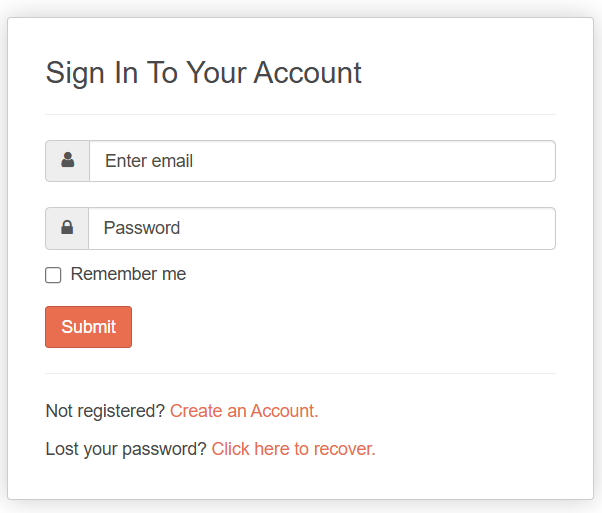 Sign In To Your Account
Enter email
Password
Remember me
Submit
Not registered? Create an Account.
Lost your password? Click here to recover.